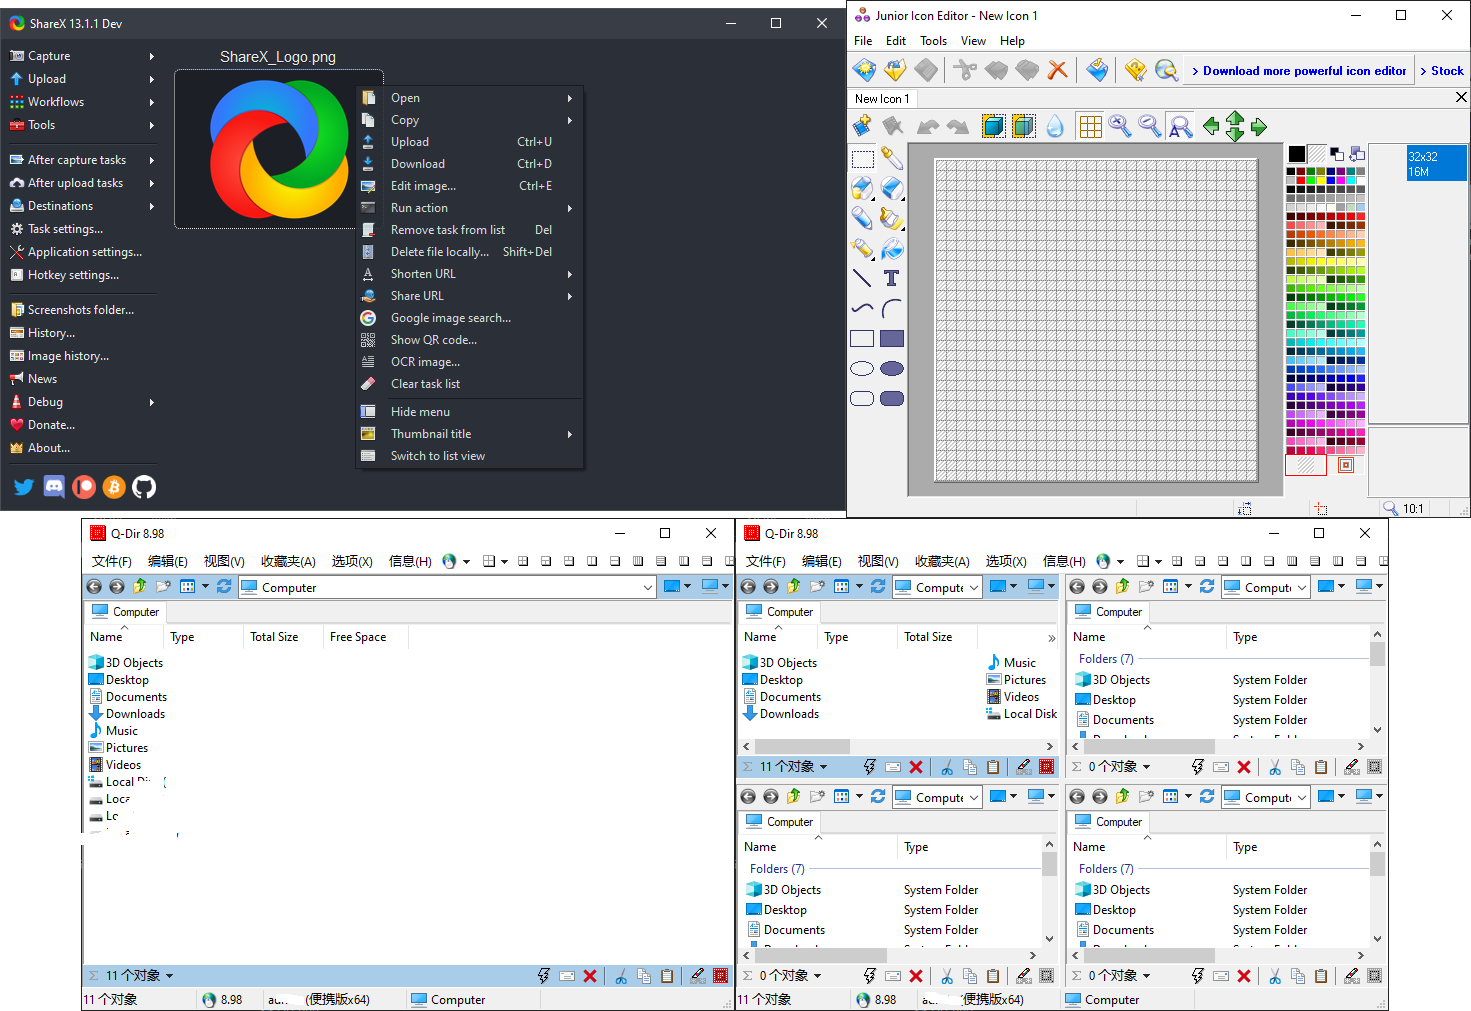 ShareX 13.1.1 Dev
Capture
Upload
Workflows
Tools
After capture tasks
After upload tasks
Destinations
Task settings...
Application settings...
Hotkey settings...
Screenshots folder...
History...
Image history...
News
Debug
Donate...
About...
ShareX_Logo.png
Open
Copy
Upload Ctrl+U
Download Ctrl+D
Edit image... Ctrl+E
Run action
Remove task from list Del
Delete file locally... Shift+Del
Shorten URL
Share URL
Google image search...
Show QR code...
OCR image...
Clear task list
Hide menu
Thumbnail title
Switch to list view
Junior Icon Editor - New Icon 1
File Edit Tools View Help
> Download more powerful icon editor > Stock
New Icon 1
32x32
16M
10:1
Q-Dir 8.98
文件(F) 编辑(E) 视图(V) 收藏夹(A) 选项(X) 信息(H)
Computer
Computer
Name Type Total Size Free Space
3D Objects
Desktop
Documents
Downloads
Music
Pictures
Videos
Local
11 个对象
11 个对象 8.98 (便携版x64) Computer
Q-Dir 8.98
文件(F) 编辑(E) 视图(V) 收藏夹(A) 选项(X) 信息(H)
Compute
Computer
Name Type Total Size »
3D Objects
Desktop
Documents
Downloads
Music
Pictures
Videos
Local Disk
11 个对象
Compute
Computer
Name Type
Folders (7)
3D Objects System Folder
Desktop System Folder
Documents System Folder
0 个对象
Compute
Computer
Name Type
Folders (7)
3D Objects System Folder
Desktop System Folder
Documents System Folder
0 个对象
Compute
Computer
Name Type
Folders (7)
3D Objects System Folder
Desktop System Folder
Documents System Folder
0 个对象
11 个对象 8.98 (便携版x64) Computer